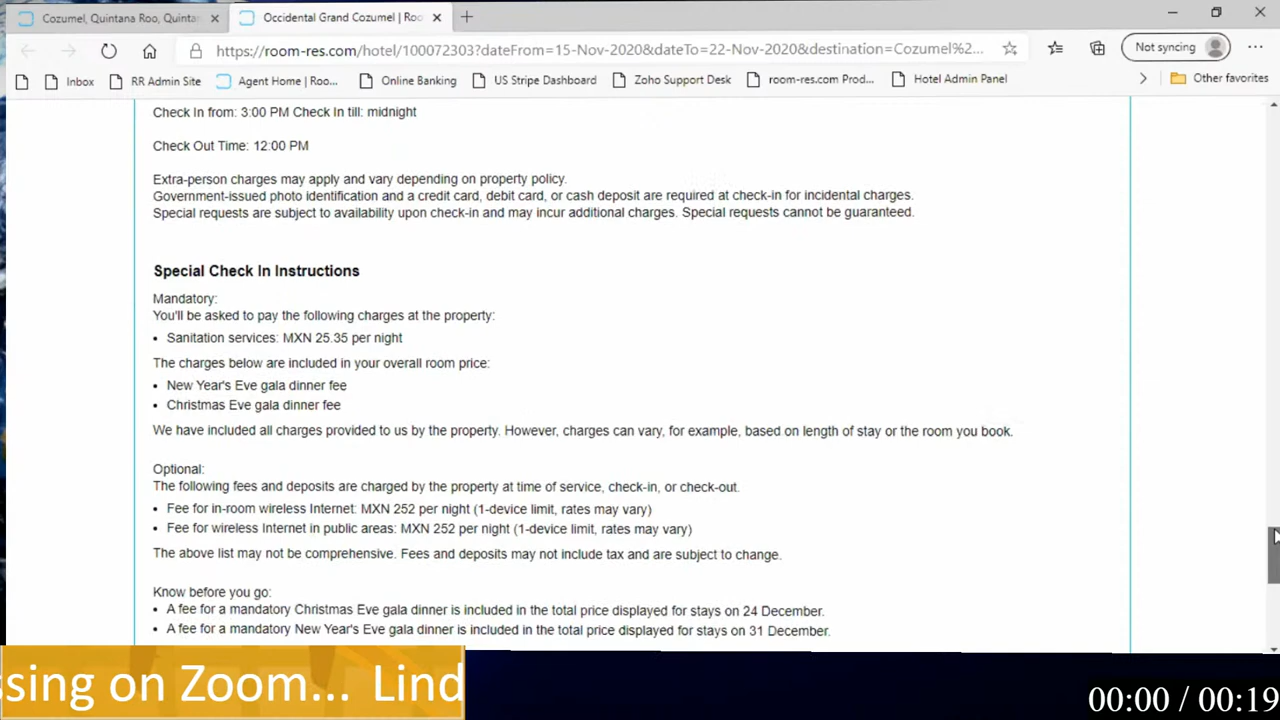 Cozumel, Quintana Roo, Quinta
Occidental Grand Cozumel | Roo
https://room-res.com/hotel/100072303?dateFrom=15-Nov-2020&dateTo=22-Nov-2020&destination=Cozumel%2...
Not syncing
Inbox
RR Admin Site
Agent Home | Roo...
Online Banking
US Stripe Dashboard
Zoho Support Desk
room-res.com Prod...
Hotel Admin Panel
Other favorites
Check In from: 3:00 PM Check In till: midnight
Check Out Time: 12:00 PM
Extra-person charges may apply and vary depending on property policy.
Government-issued photo identification and a credit card, debit card, or cash deposit are required at check-in for incidental charges.
Special requests are subject to availability upon check-in and may incur additional charges. Special requests cannot be guaranteed.
Special Check In Instructions
Mandatory:
You'll be asked to pay the following charges at the property:
• Sanitation services: MXN 25.35 per night
The charges below are included in your overall room price:
• New Year's Eve gala dinner fee
• Christmas Eve gala dinner fee
We have included all charges provided to us by the property. However, charges can vary, for example, based on length of stay or the room you book.
Optional:
The following fees and deposits are charged by the property at time of service, check-in, or check-out.
• Fee for in-room wireless Internet: MXN 252 per night (1-device limit, rates may vary)
• Fee for wireless Internet in public areas: MXN 252 per night (1-device limit, rates may vary)
The above list may not be comprehensive. Fees and deposits may not include tax and are subject to change.
Know before you go:
• A fee for a mandatory Christmas Eve gala dinner is included in the total price displayed for stays on 24 December.
• A fee for a mandatory New Year's Eve gala dinner is included in the total price displayed for stays on 31 December.
ssing on Zoom... Lind
00:00 / 00:19